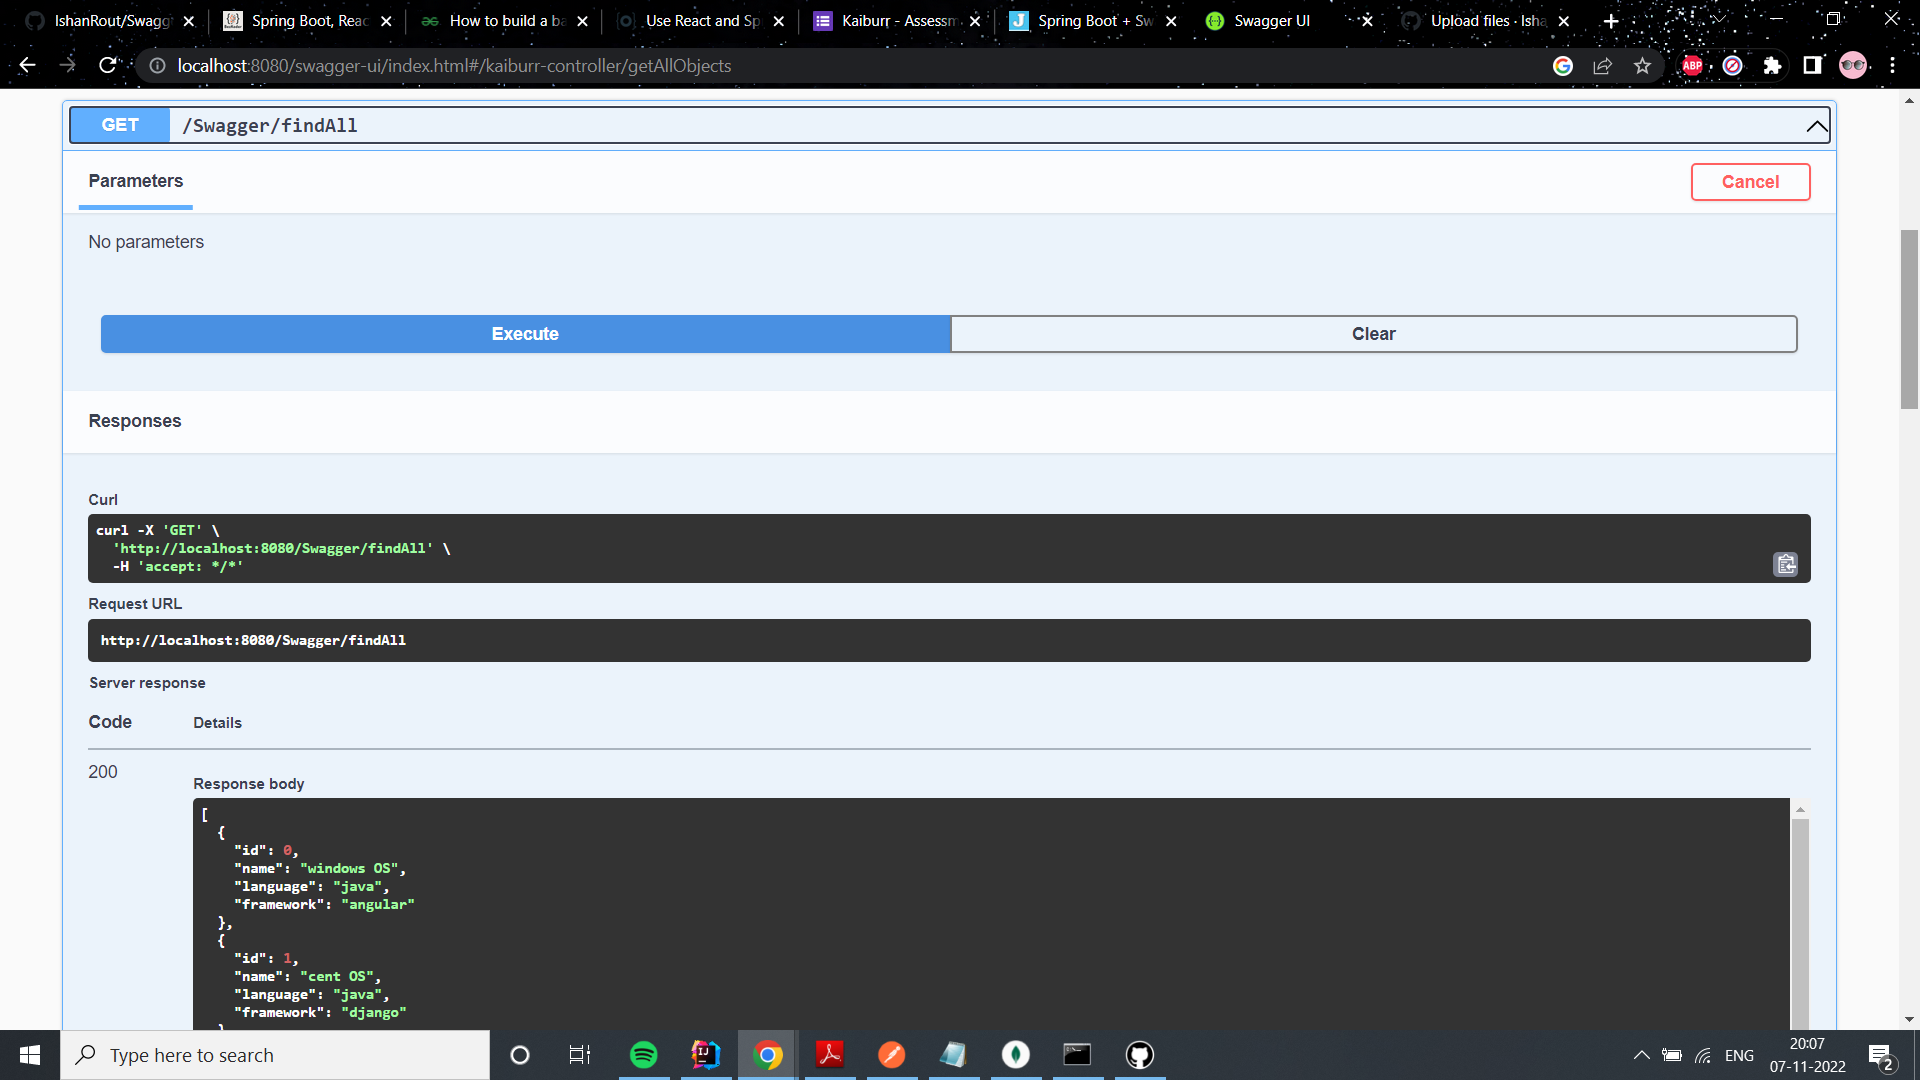 IshanRout/Swagg
Spring Boot, Reac
How to build a ba
Use React and Sp
Kaiburr - Assessm
Spring Boot + Sw
Swagger UI
Upload files · Isha
localhost:8080/swagger-ui/index.html#/kaiburr-controller/getAllObjects
ABP
GET /Swagger/findAll
Parameters
Cancel
No parameters
Execute
Clear
Responses
Curl
curl -X 'GET' \
'http://localhost:8080/Swagger/findAll' \
-H 'accept: */*'
Request URL
http://localhost:8080/Swagger/findAll
Server response
Code Details
200
Response body
[
{
"id": 0,
"name": "windows OS",
"language": "java",
"framework": "angular"
},
{
"id": 1,
"name": "cent OS",
"language": "java",
"framework": "django"
}
Type here to search
ENG
20:07
07-11-2022
2